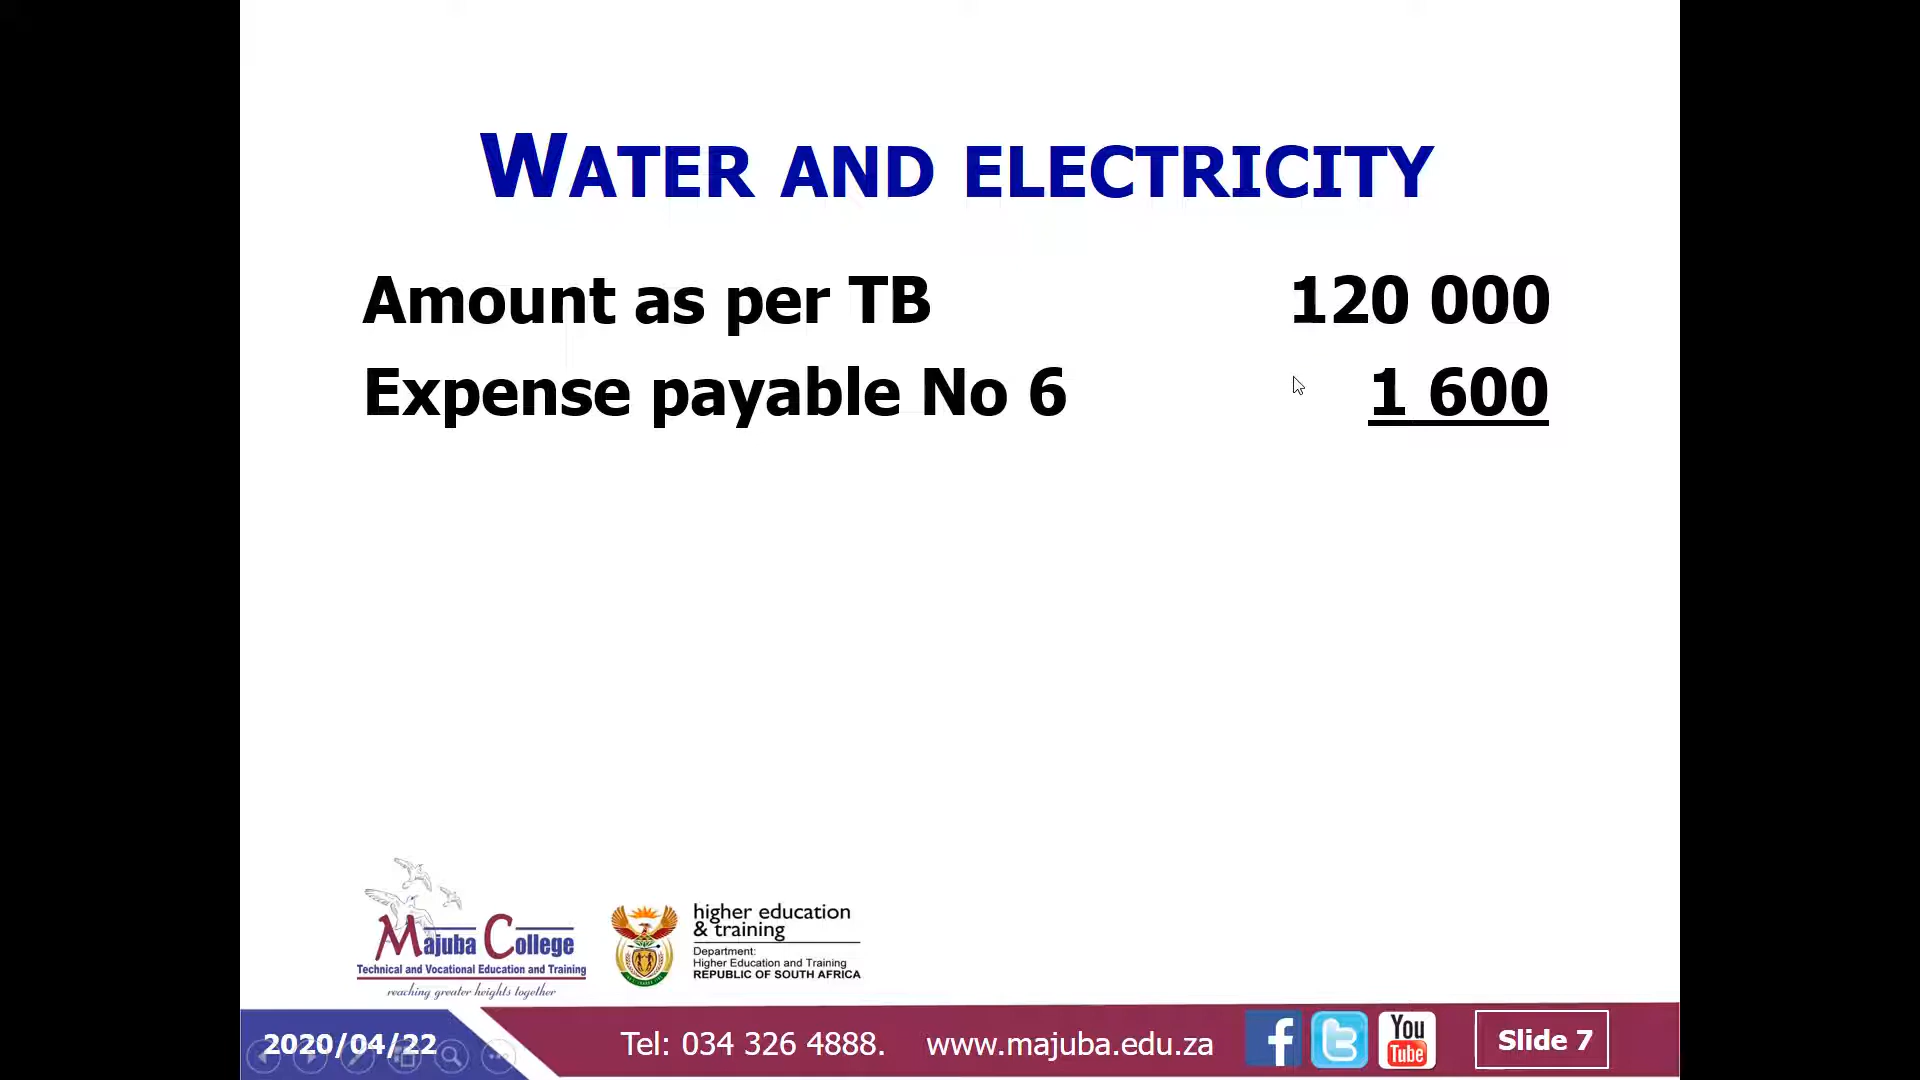 WATER AND ELECTRICITY
Amount as per TB 120 000
Expense payable No 6 1 600
Majuba College
Technical and Vocational Education and Training
reaching greater heights together
higher education
& training
Department:
Higher Education and Training
REPUBLIC OF SOUTH AFRICA
2020/04/22
Tel: 034 326 4888. www.majuba.edu.za
f
You
Tube
Slide 7